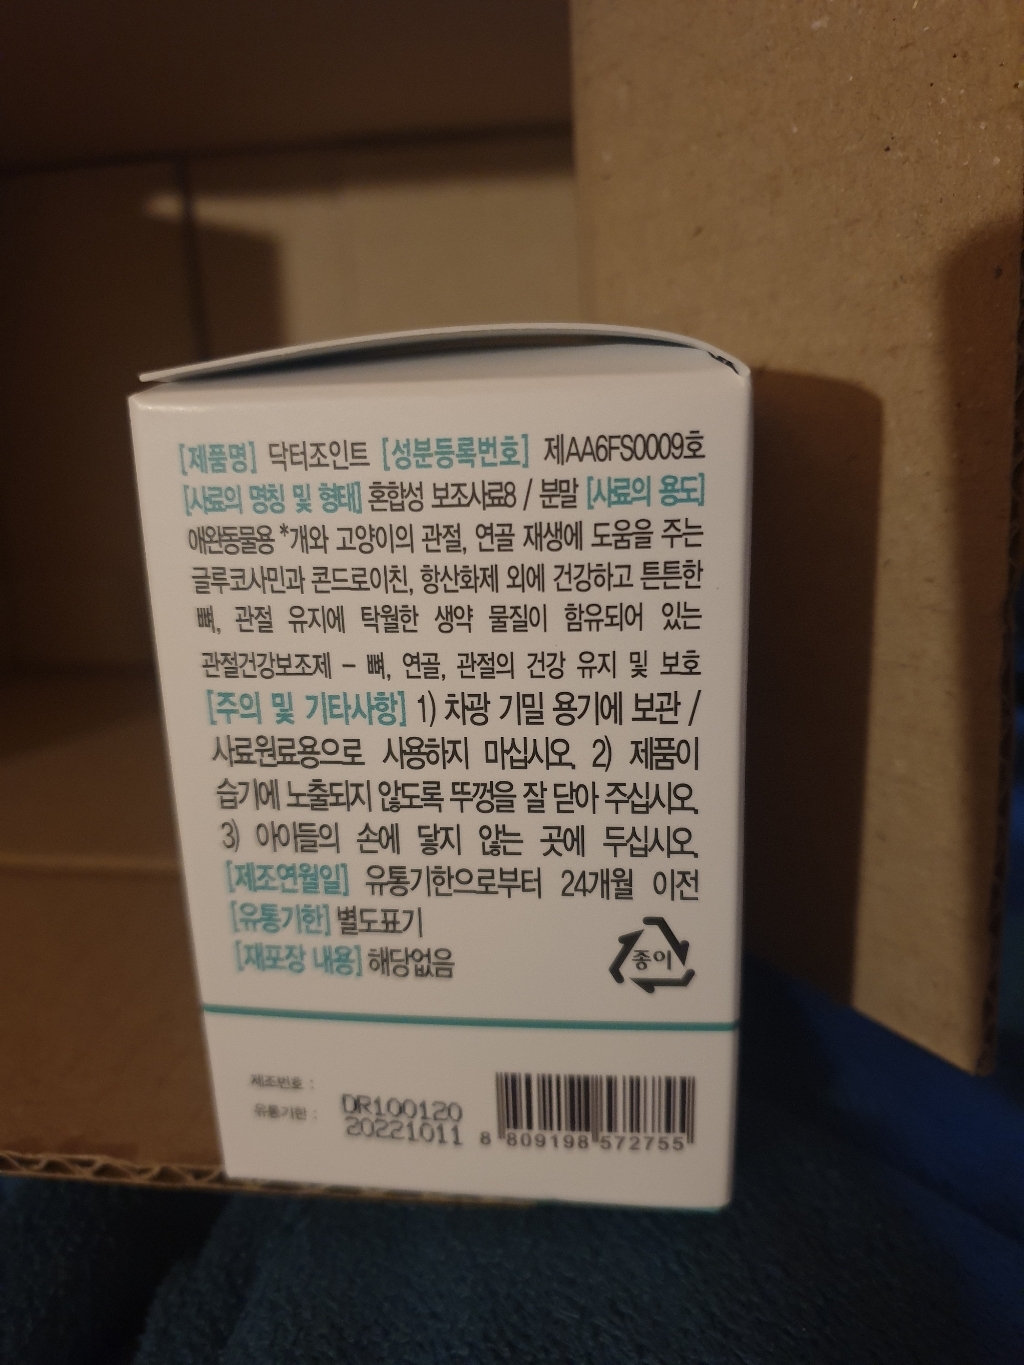 [제품명] 닥터조인트 [성분등록번호] 제AA6FS0009호
[사료의 명칭 및 형태] 혼합성 보조사료8 / 분말 [사료의 용도]
애완동물용 *개와 고양이의 관절, 연골 재생에 도움을 주는
글루코사민과 콘드로이친, 항산화제 외에 건강하고 튼튼한
뼈, 관절 유지에 탁월한 생약 물질이 함유되어 있는
관절건강보조제 – 뼈, 연골, 관절의 건강 유지 및 보호
[주의 및 기타사항] 1) 차광 기밀 용기에 보관 /
사료원료용으로 사용하지 마십시오. 2) 제품이
습기에 노출되지 않도록 뚜껑을 잘 닫아 주십시오.
3) 아이들의 손에 닿지 않는 곳에 두십시오.
[제조연월일] 유통기한으로부터 24개월 이전
[유통기한] 별도표기
[재포장 내용] 해당없음
종이
제조번호 : DR100120
유통기한 : 20221011
8 809198 572755